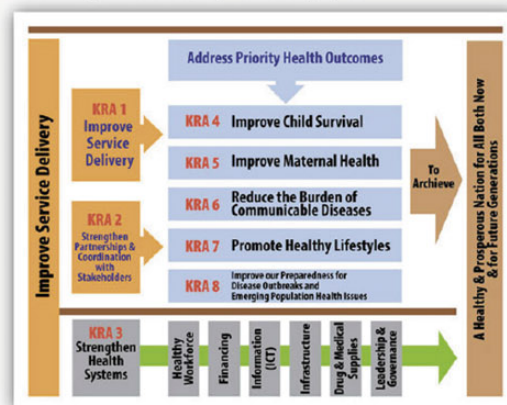 Improve Service Delivery
Address Priority Health Outcomes
KRA 1
Improve
Service
Delivery
KRA 2
Strengthen
Partnerships &
Coordination
with
Stakeholders
KRA 4 Improve Child Survival
KRA 5 Improve Maternal Health
KRA 6 Reduce the Burden of
Communicable Diseases
KRA 7 Promote Healthy Lifestyles
KRA 8 Improve our Preparedness for
Disease Outbreaks and
Emerging Population Health Issues
To
Achieve
A Healthy & Prosperous Nation for All Both Now
& for Future Generations
KRA 3
Strengthen
Health
Systems
Healthy
Workforce
Financing
Information
(ICT)
Infrastructure
Drug & Medical
Supplies
Leadership &
Governance